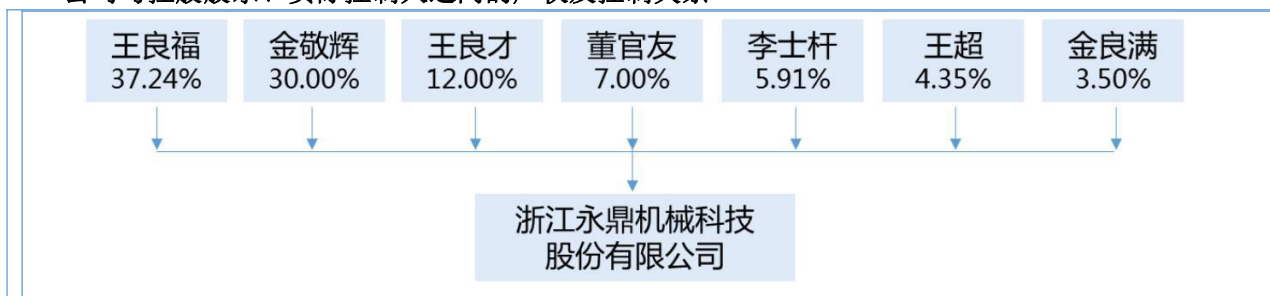 王良福
37.24%
金敬辉
30.00%
王良才
12.00%
董官友
7.00%
李士杆
5.91%
王超
4.35%
金良满
3.50%
浙江永鼎机械科技
股份有限公司